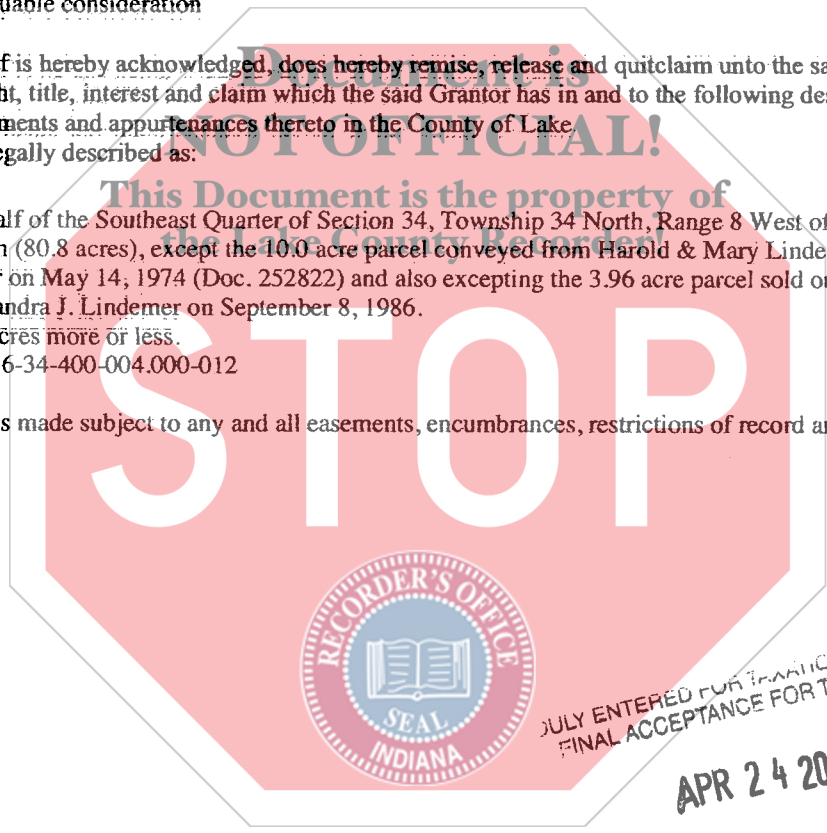 uable consideration
f is hereby acknowledged, does hereby remise, release and quitclaim unto the sa
ht, title, interest and claim which the said Grantor has in and to the following de
ments and appurtenances thereto in the County of Lake,
egally described as:
alf of the Southeast Quarter of Section 34, Township 34 North, Range 8 West of
n (80.8 acres), except the 10.0 acre parcel conveyed from Harold & Mary Linde
r on May 14, 1974 (Doc. 252822) and also excepting the 3.96 acre parcel sold on
andra J. Lindemer on September 8, 1986.
cres more or less.
6-34-400-004.000-012
s made subject to any and all easements, encumbrances, restrictions of record an
Document is
NOT OFFICIAL!
This Document is the property of
the Lake County Recorder!
STOP
RECORDER'S OFFICE
SEAL
INDIANA
DULY ENTERED FOR TAXATIO
FINAL ACCEPTANCE FOR T
APR 24 20